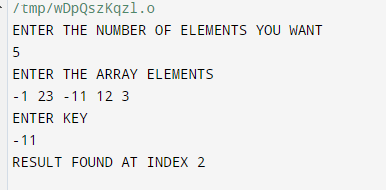 /tmp/wDpQszKqzl.o
ENTER THE NUMBER OF ELEMENTS YOU WANT
5
ENTER THE ARRAY ELEMENTS
-1 23 -11 12 3
ENTER KEY
-11
RESULT FOUND AT INDEX 2